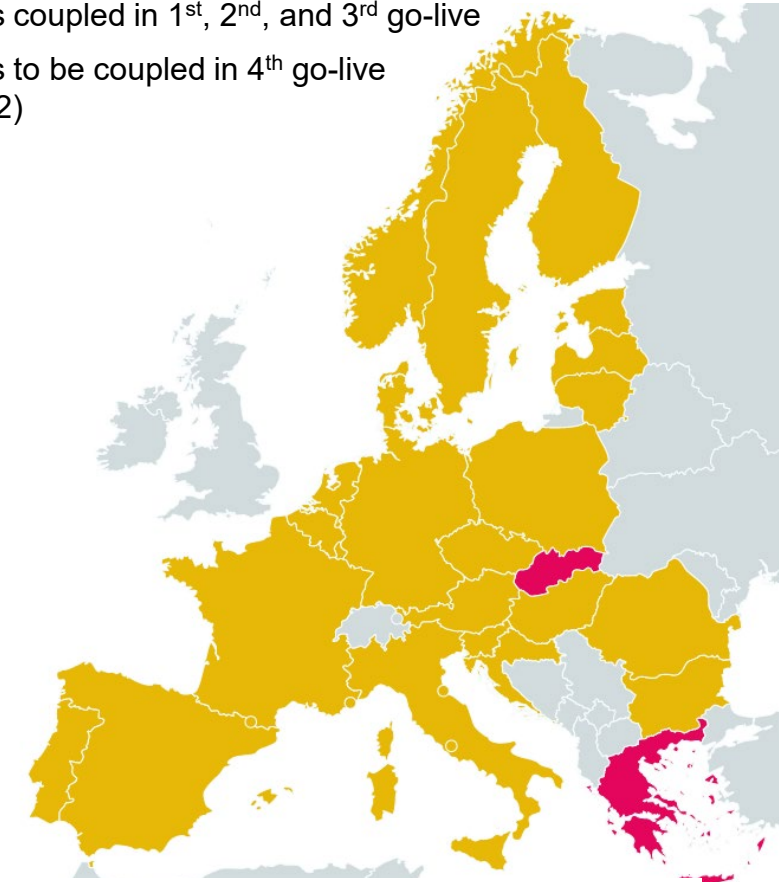 s coupled in 1st, 2nd, and 3rd go-live
s to be coupled in 4th go-live
2)